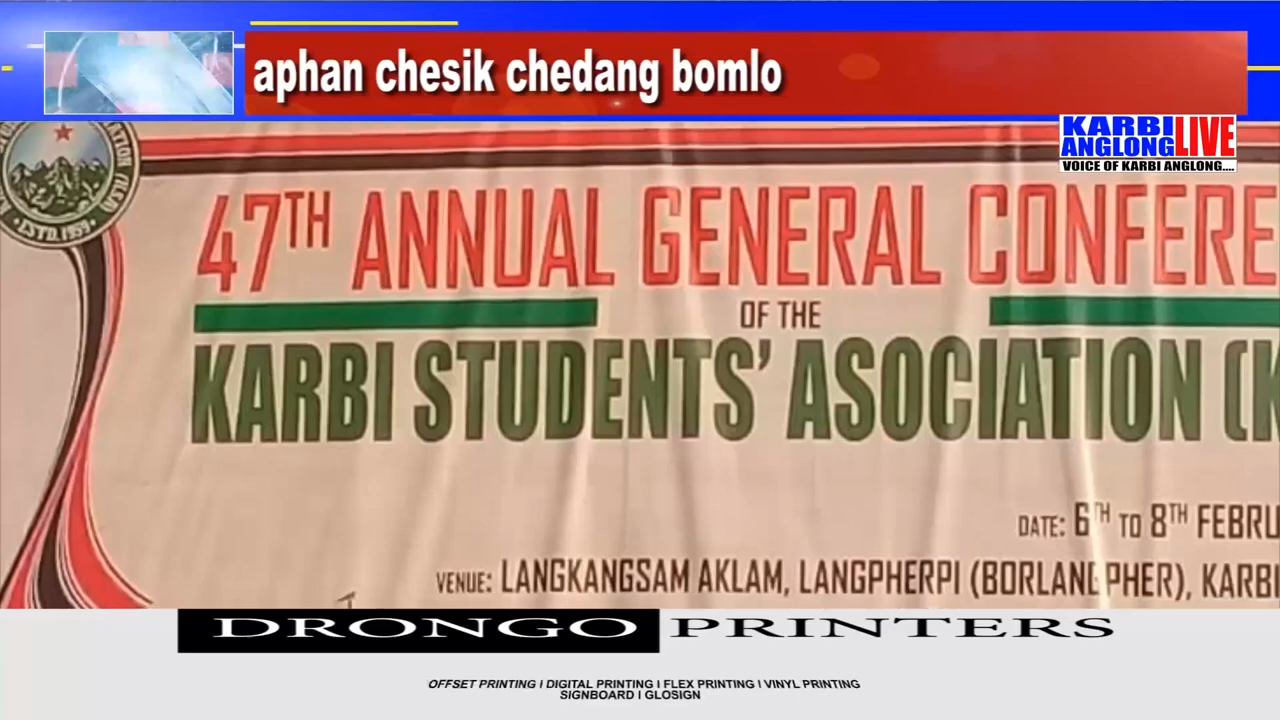 aphan chesik chedang bomlo
KARBI
ANGLONG LIVE
VOICE OF KARBI ANGLONG....
ESTD.1959
47TH ANNUAL GENERAL CONFERE
OF THE
KARBI STUDENTS' ASOCIATION (K
DATE: 6TH TO 8TH FEBRU
VENUE: LANGKANGSAM AKLAM, LANGPHERPI (BORLANGPHER), KARBI
DRONGO PRINTERS
OFFSET PRINTING | DIGITAL PRINTING | FLEX PRINTING | VINYL PRINTING
SIGNBOARD | GLOSIGN